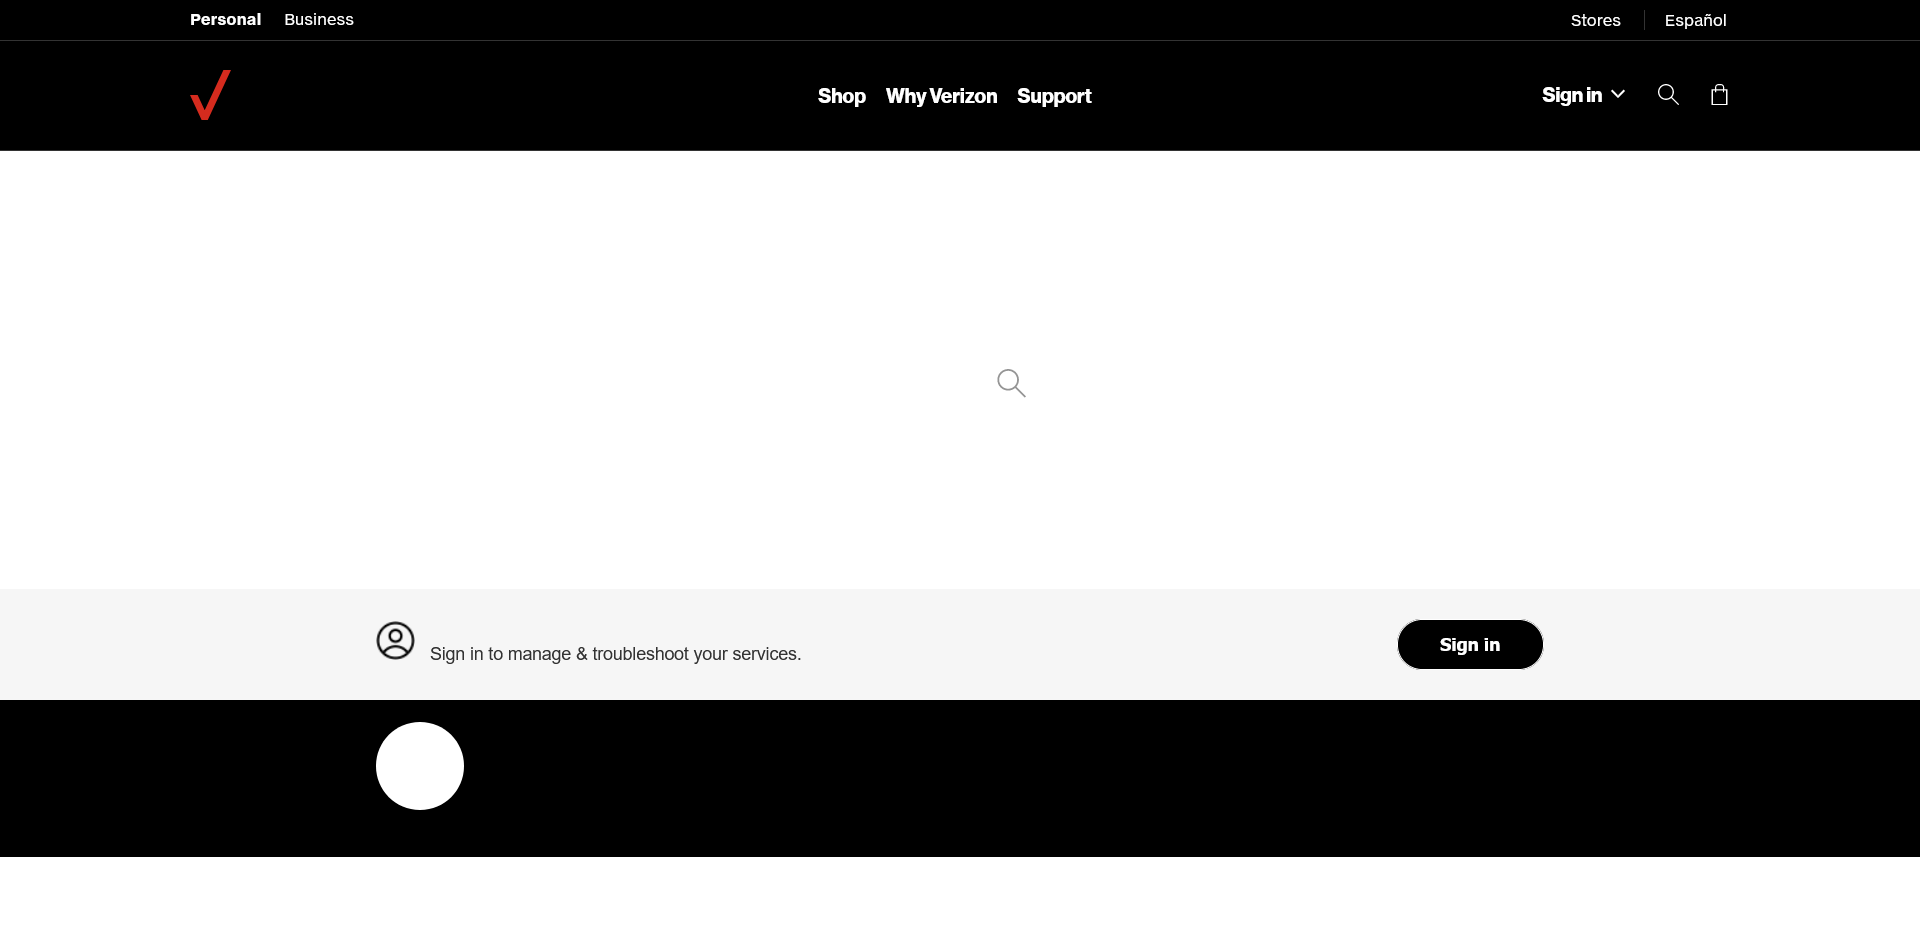 Personal Business
Stores Español
Shop Why Verizon Support
Sign in
Sign in to manage & troubleshoot your services.
Sign in